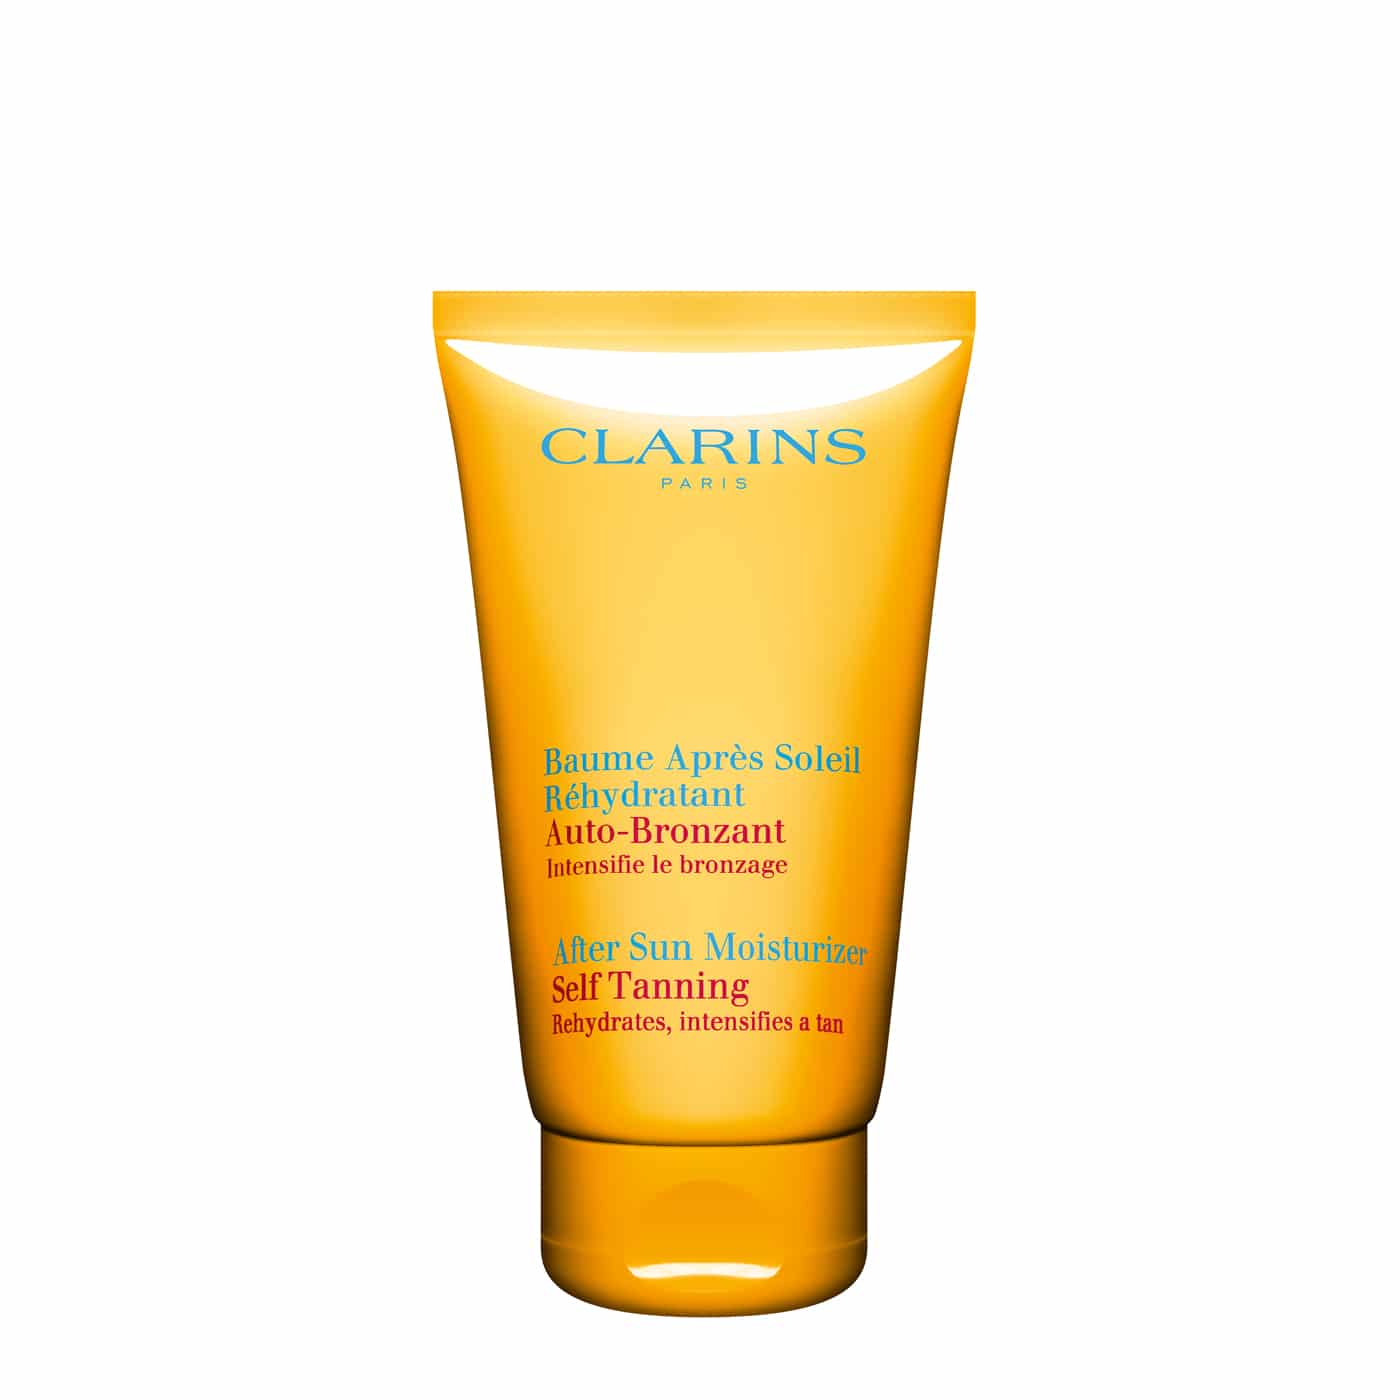 CLARINS
PARIS
Baume Après Soleil
Réhydratant
Auto-Bronzant
Intensifie le bronzage
After Sun Moisturizer
Self Tanning
Rehydrates, intensifies a tan